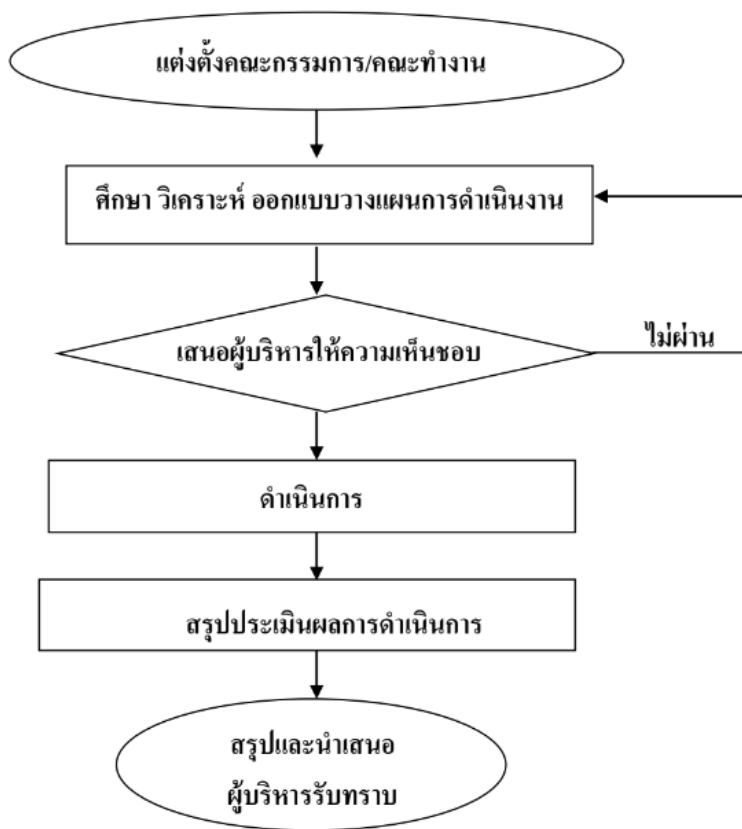 แต่งตั้งคณะกรรมการ/คณะทำงาน
ศึกษา วิเคราะห์ ออกแบบวางแผนการดำเนินงาน
เสนอผู้บริหารให้ความเห็นชอบ
ไม่ผ่าน
ดำเนินการ
สรุปประเมินผลการดำเนินการ
สรุปและนำเสนอ
ผู้บริหารรับทราบ